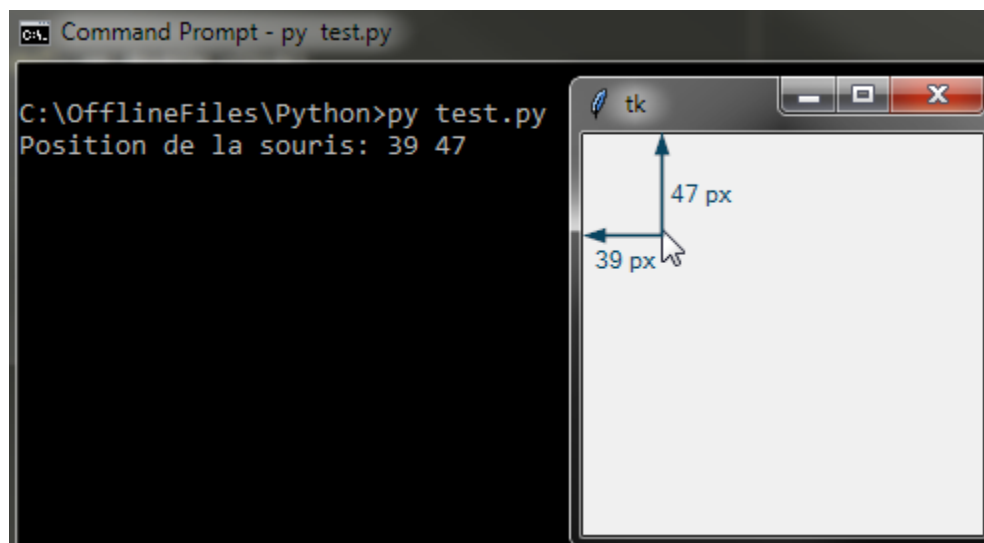 Command Prompt - py test.py
C:\OfflineFiles\Python>py test.py
Position de la souris: 39 47
tk
47 px
39 px